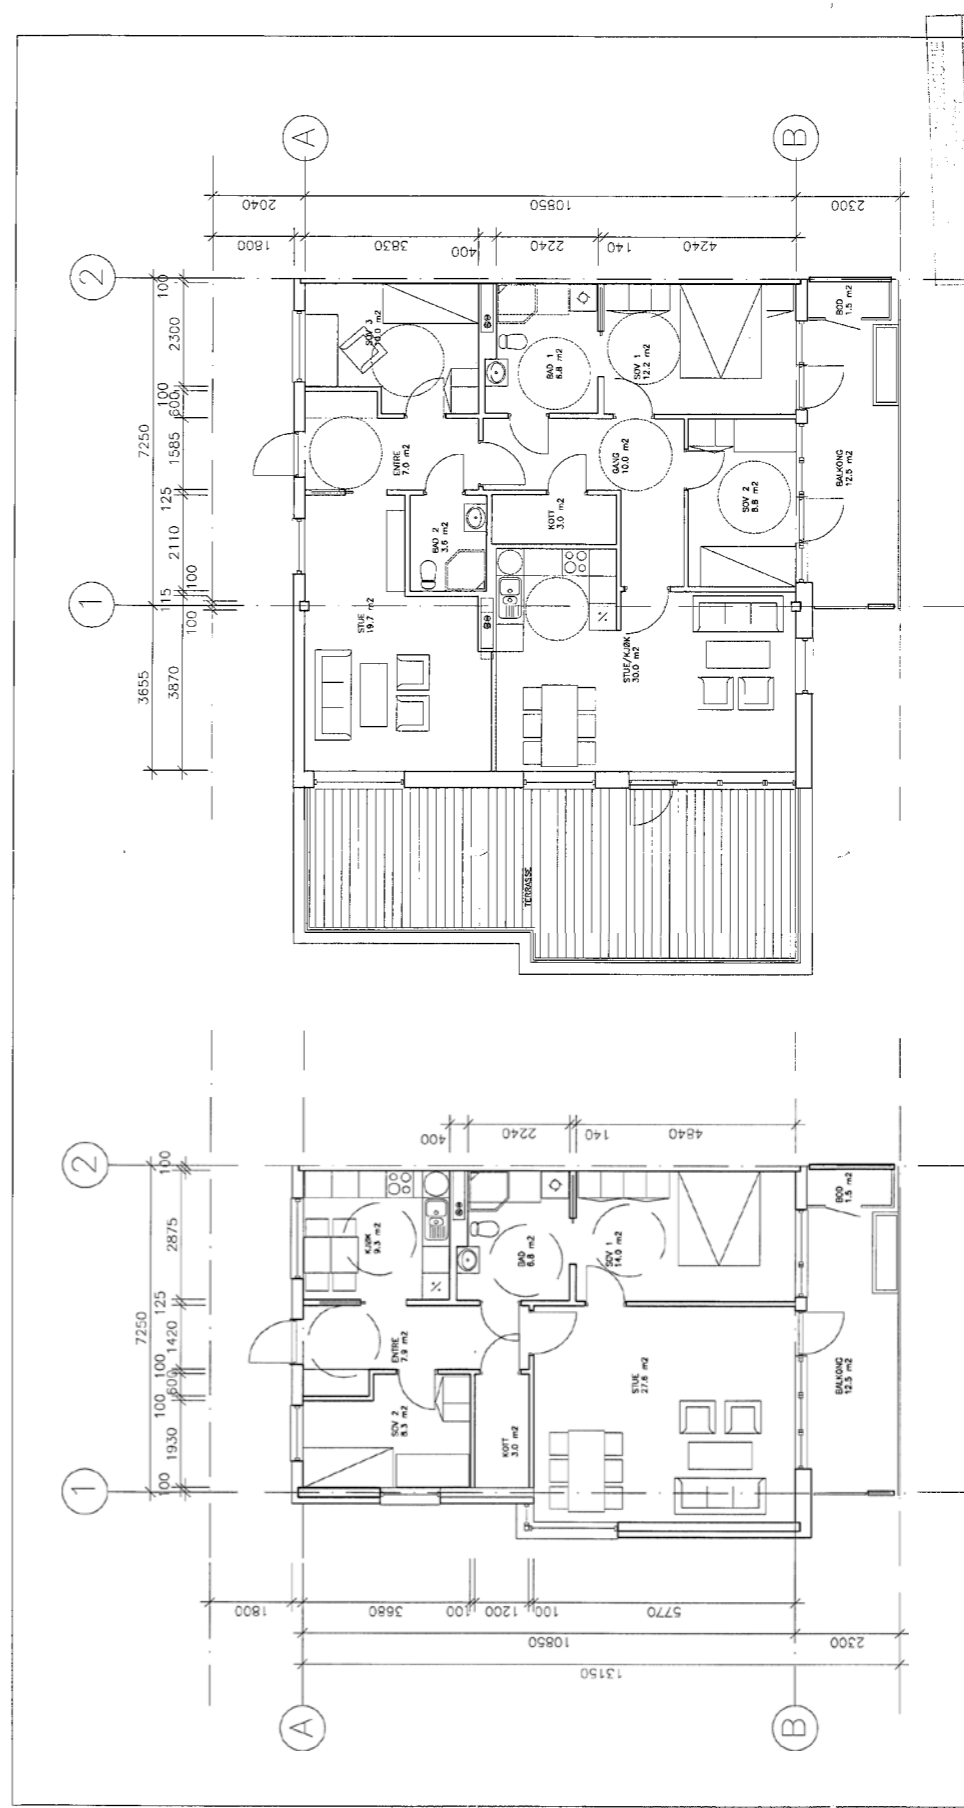 A
B
2040
10850
2300
1800
3830
400
2240
140
4240
2
1
7250
3655
100
2300
100
600
1585
125
2110
100
115
100
3870
SOV 3
10.0 m2
BAD 1
6.8 m2
SOV 1
12.2 m2
BOD
1.5 m2
ENTRE
7.0 m2
GANG
10.0 m2
BAD 2
3.6 m2
KOTT
3.0 m2
SOV 2
8.8 m2
BALKONG
12.5 m2
STUE
19.7 m2
STUE/KJØK
30.0 m2
TERRASSE
2
1
7250
100
2875
125
1420
100
600
100
1930
100
400
2240
140
4840
KJØK
9.3 m2
BAD
6.8 m2
SOV 1
14.0 m2
BOD
1.5 m2
ENTRE
7.9 m2
SOV 2
8.3 m2
KOTT
3.0 m2
STUE
27.6 m2
BALKONG
12.5 m2
1800
3680
100
1200
100
5770
10850
2300
13150
A
B